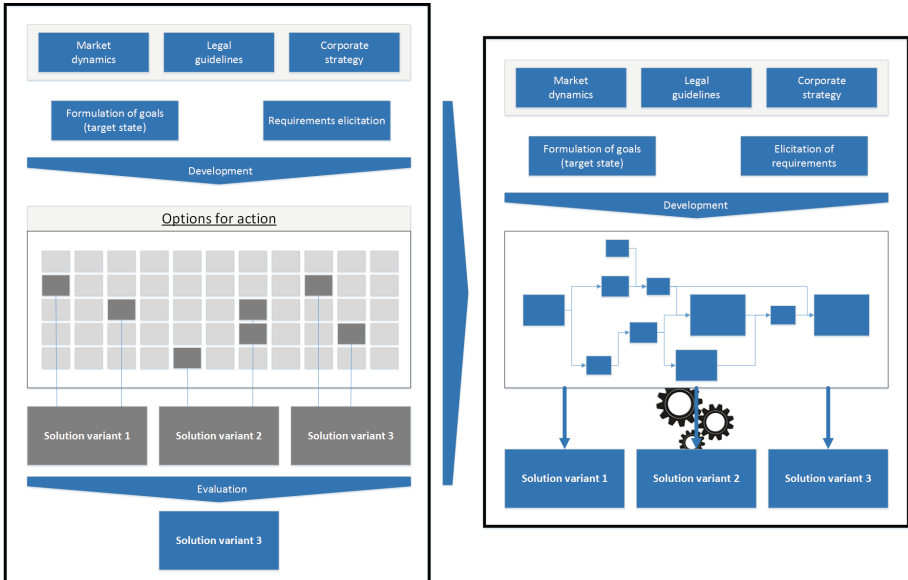 Market
dynamics
Legal
guidelines
Corporate
strategy
Formulation of goals
(target state)
Requirements elicitation
Development
Options for action
Solution variant 1
Solution variant 2
Solution variant 3
Evaluation
Solution variant 3
Market
dynamics
Legal
guidelines
Corporate
strategy
Formulation of goals
(target state)
Elicitation of
requirements
Development
Solution variant 1
Solution variant 2
Solution variant 3